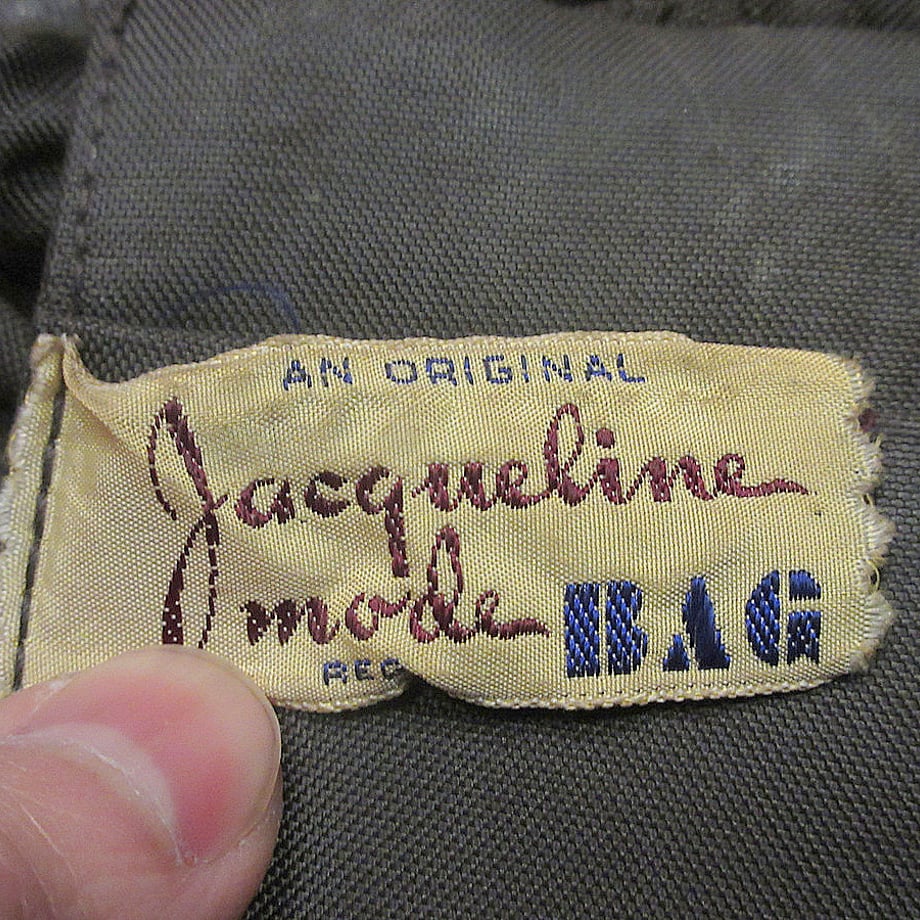 AN ORIGINAL
Jacqueline
mode BAG
REG